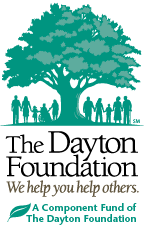 SM
The Dayton
Foundation
We help you help others.
A Component Fund of
The Dayton Foundation